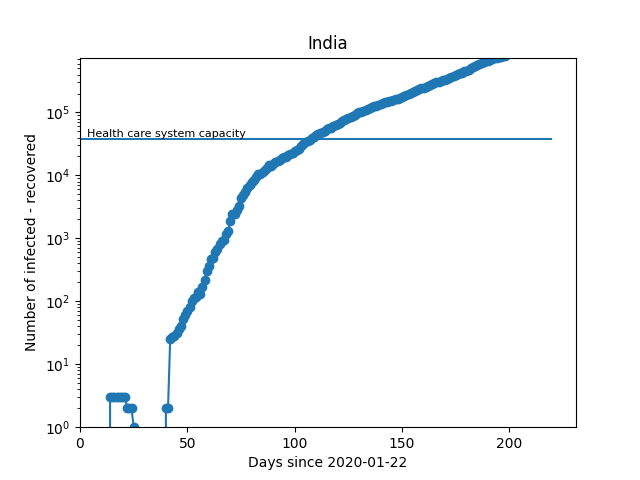 India
Number of infected - recovered
10^5
10^4
10^3
10^2
10^1
10^0
Health care system capacity
0 50 100 150 200
Days since 2020-01-22